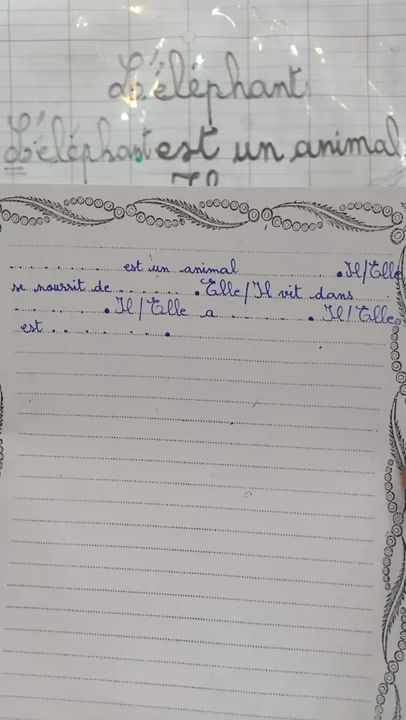 L'éléphant
L'éléphant est un animal
Il
........... est un animal ........... .Il/Elle
se nourrit de ......... .Elle/Il vit dans ......
........... .Il/Elle a ........... .Il/Elle
est .............